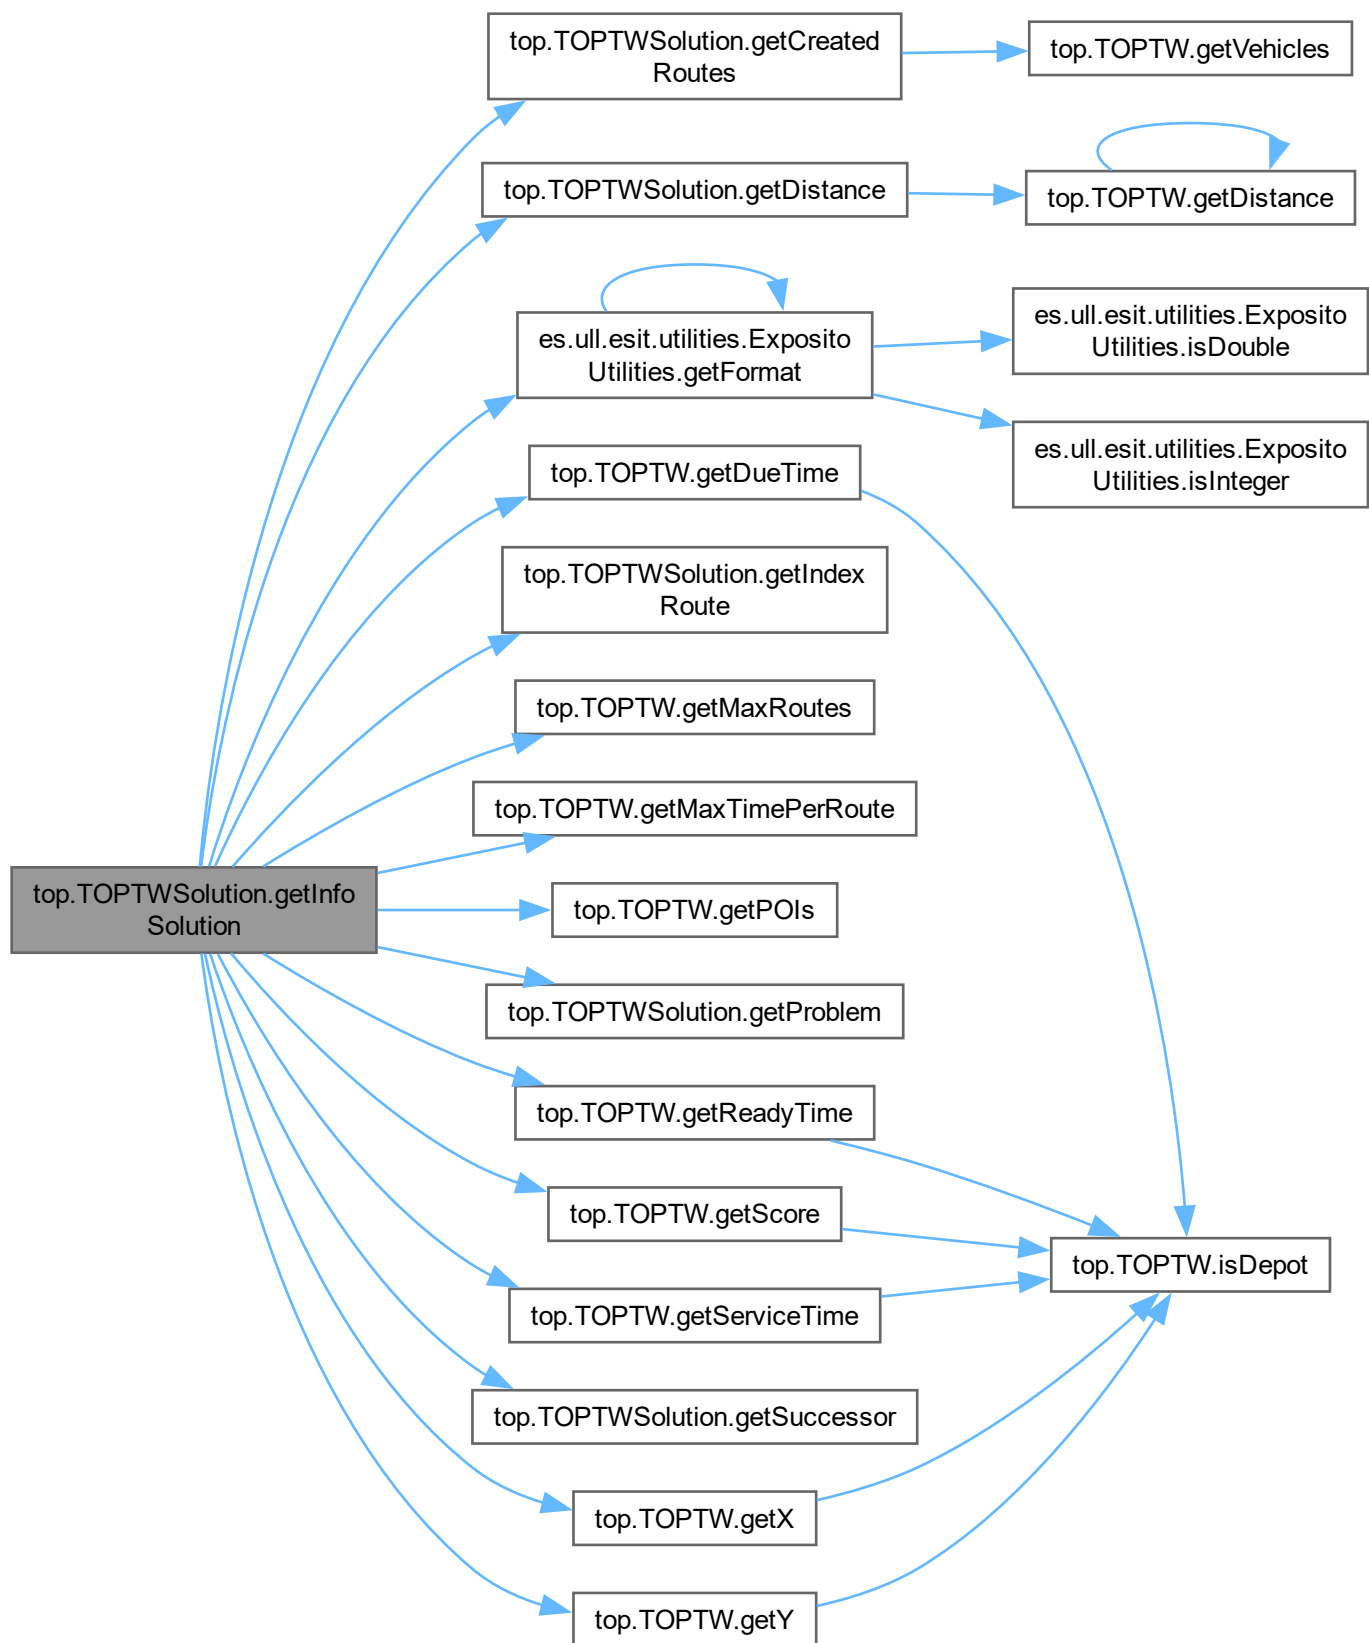 top.TOPTWSolution.getCreated
Routes
top.TOPTW.getVehicles
top.TOPTWSolution.getDistance
top.TOPTW.getDistance
es.ull.esit.utilities.Exposito
Utilities.getFormat
es.ull.esit.utilities.Exposito
Utilities.isDouble
es.ull.esit.utilities.Exposito
Utilities.isInteger
top.TOPTW.getDueTime
top.TOPTWSolution.getIndex
Route
top.TOPTW.getMaxRoutes
top.TOPTW.getMaxTimePerRoute
top.TOPTWSolution.getInfo
Solution
top.TOPTW.getPOIs
top.TOPTWSolution.getProblem
top.TOPTW.getReadyTime
top.TOPTW.getScore
top.TOPTW.isDepot
top.TOPTW.getServiceTime
top.TOPTWSolution.getSuccessor
top.TOPTW.getX
top.TOPTW.getY